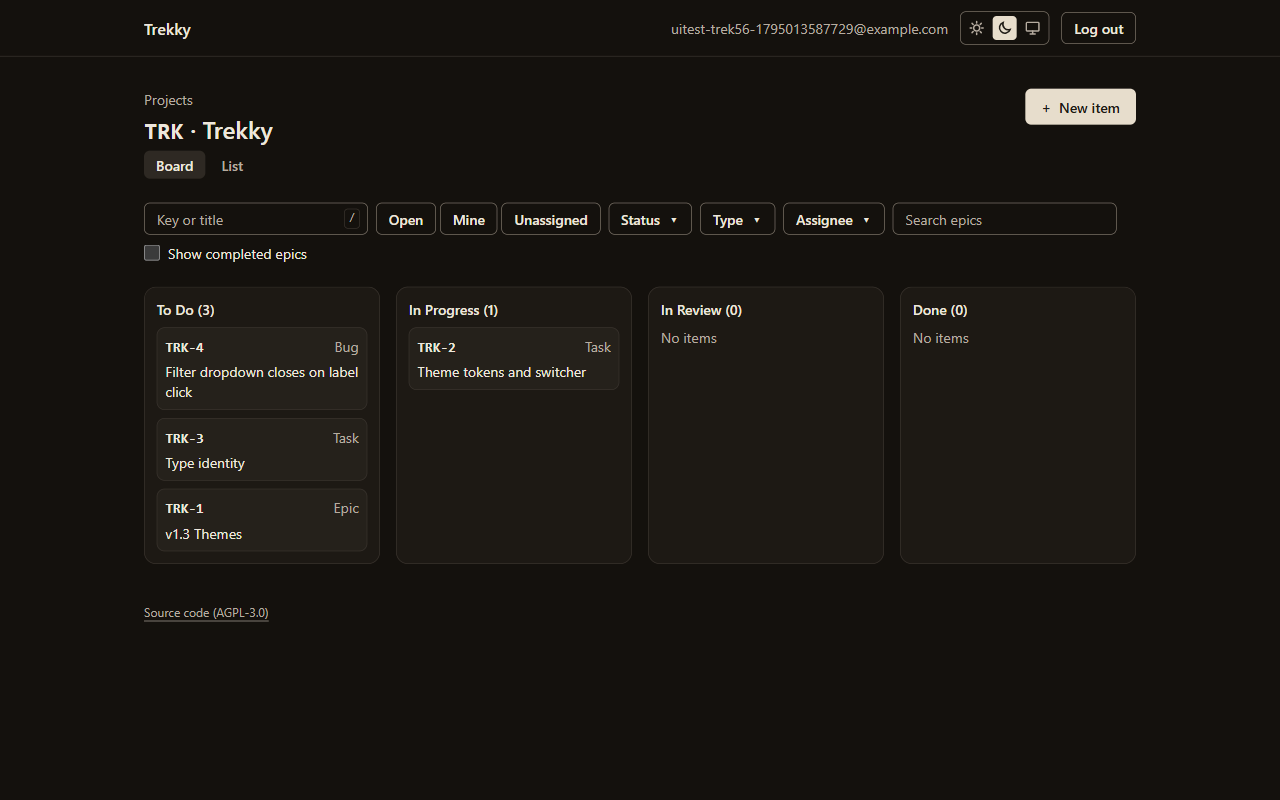 Trekky
uitest-trek56-1795013587729@example.com
Log out
Projects
TRK · Trekky
+ New item
Board
List
Key or title
/
Open
Mine
Unassigned
Status ▾
Type ▾
Assignee ▾
Search epics
Show completed epics
To Do (3)
TRK-4
Bug
Filter dropdown closes on label
click
TRK-3
Task
Type identity
TRK-1
Epic
v1.3 Themes
In Progress (1)
TRK-2
Task
Theme tokens and switcher
In Review (0)
No items
Done (0)
No items
Source code (AGPL-3.0)